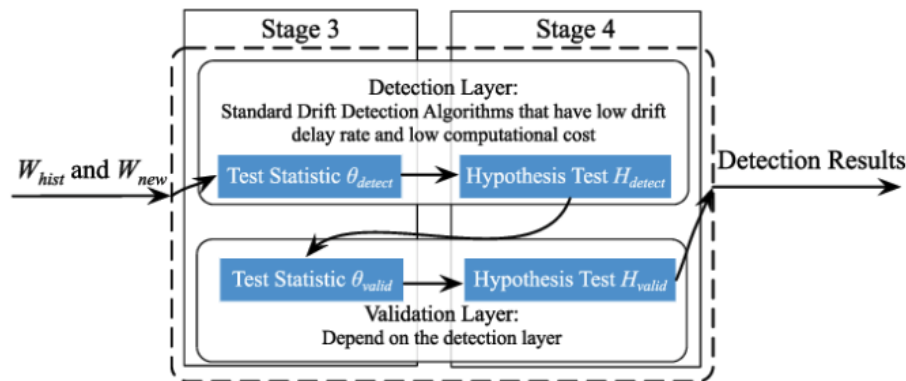 Stage 3
Stage 4
Detection Layer:
Standard Drift Detection Algorithms that have low drift
delay rate and low computational cost
W_hist and W_new
Test Statistic θ_detect
Hypothesis Test H_detect
Detection Results
Test Statistic θ_valid
Hypothesis Test H_valid
Validation Layer:
Depend on the detection layer